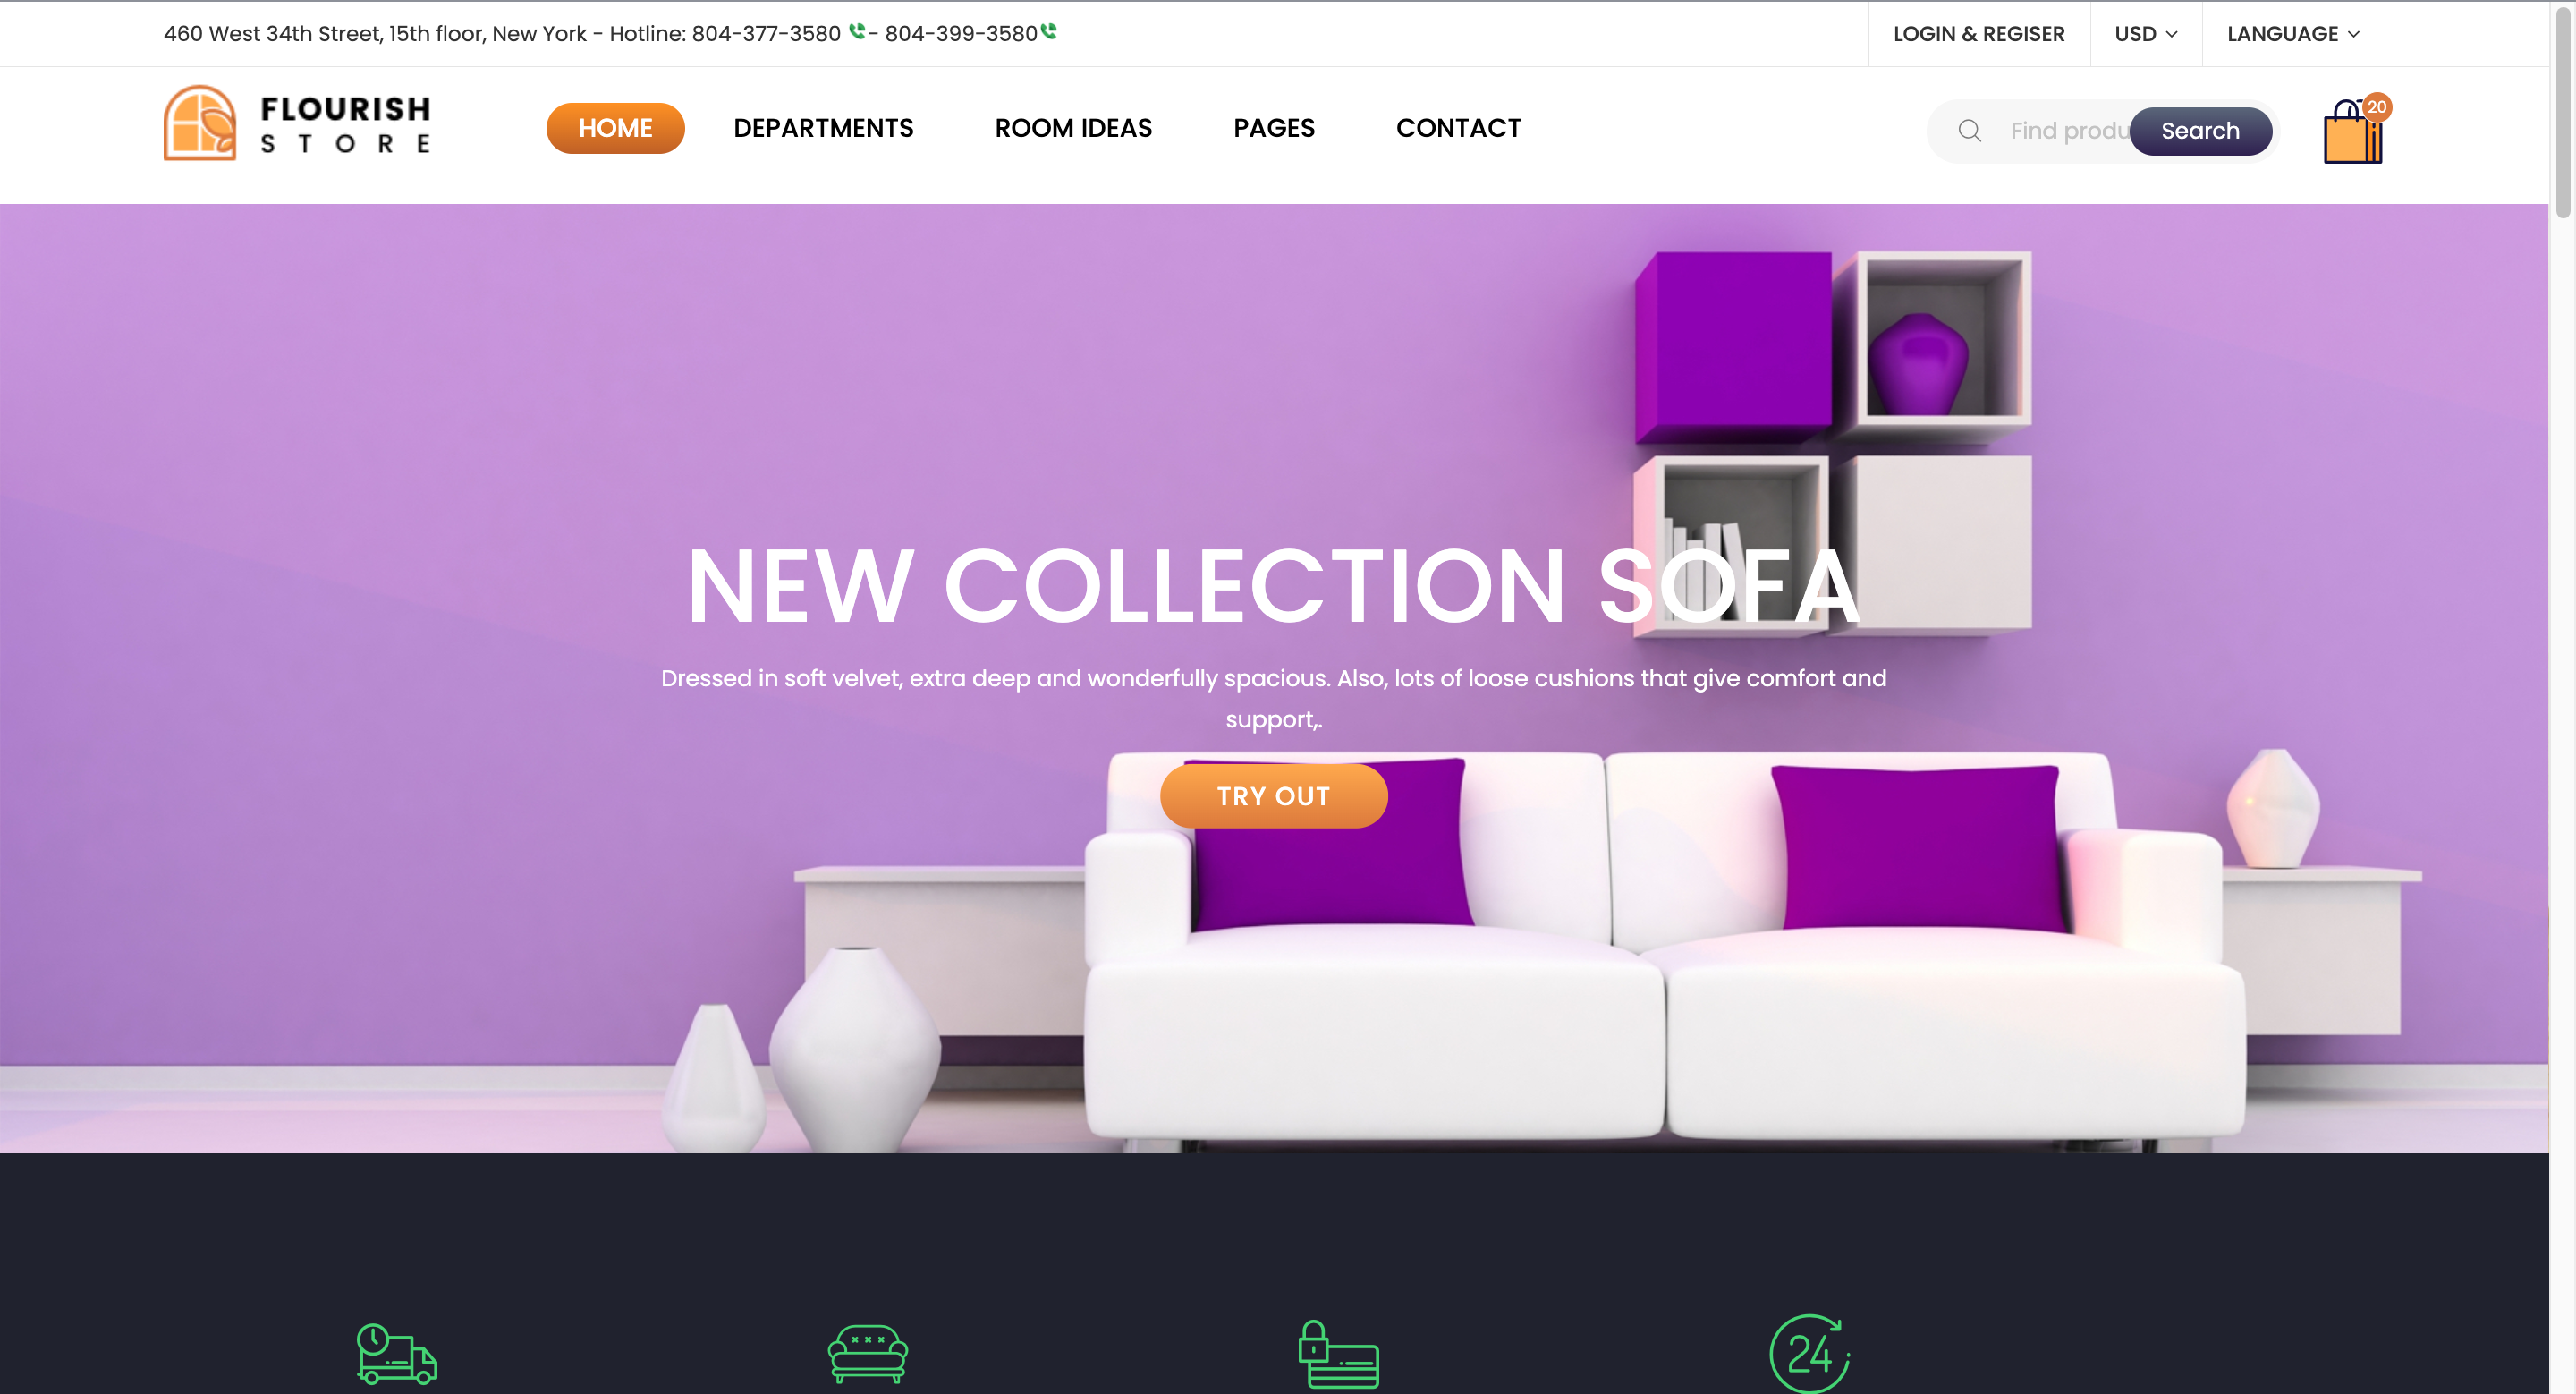 460 West 34th Street, 15th floor, New York - Hotline: 804-377-3580 - 804-399-3580
LOGIN & REGISER
USD
LANGUAGE
FLOURISH
STORE
HOME
DEPARTMENTS
ROOM IDEAS
PAGES
CONTACT
Find produ
Search
20
NEW COLLECTION SOFA
Dressed in soft velvet, extra deep and wonderfully spacious. Also, lots of loose cushions that give comfort and
support,.
TRY OUT
24